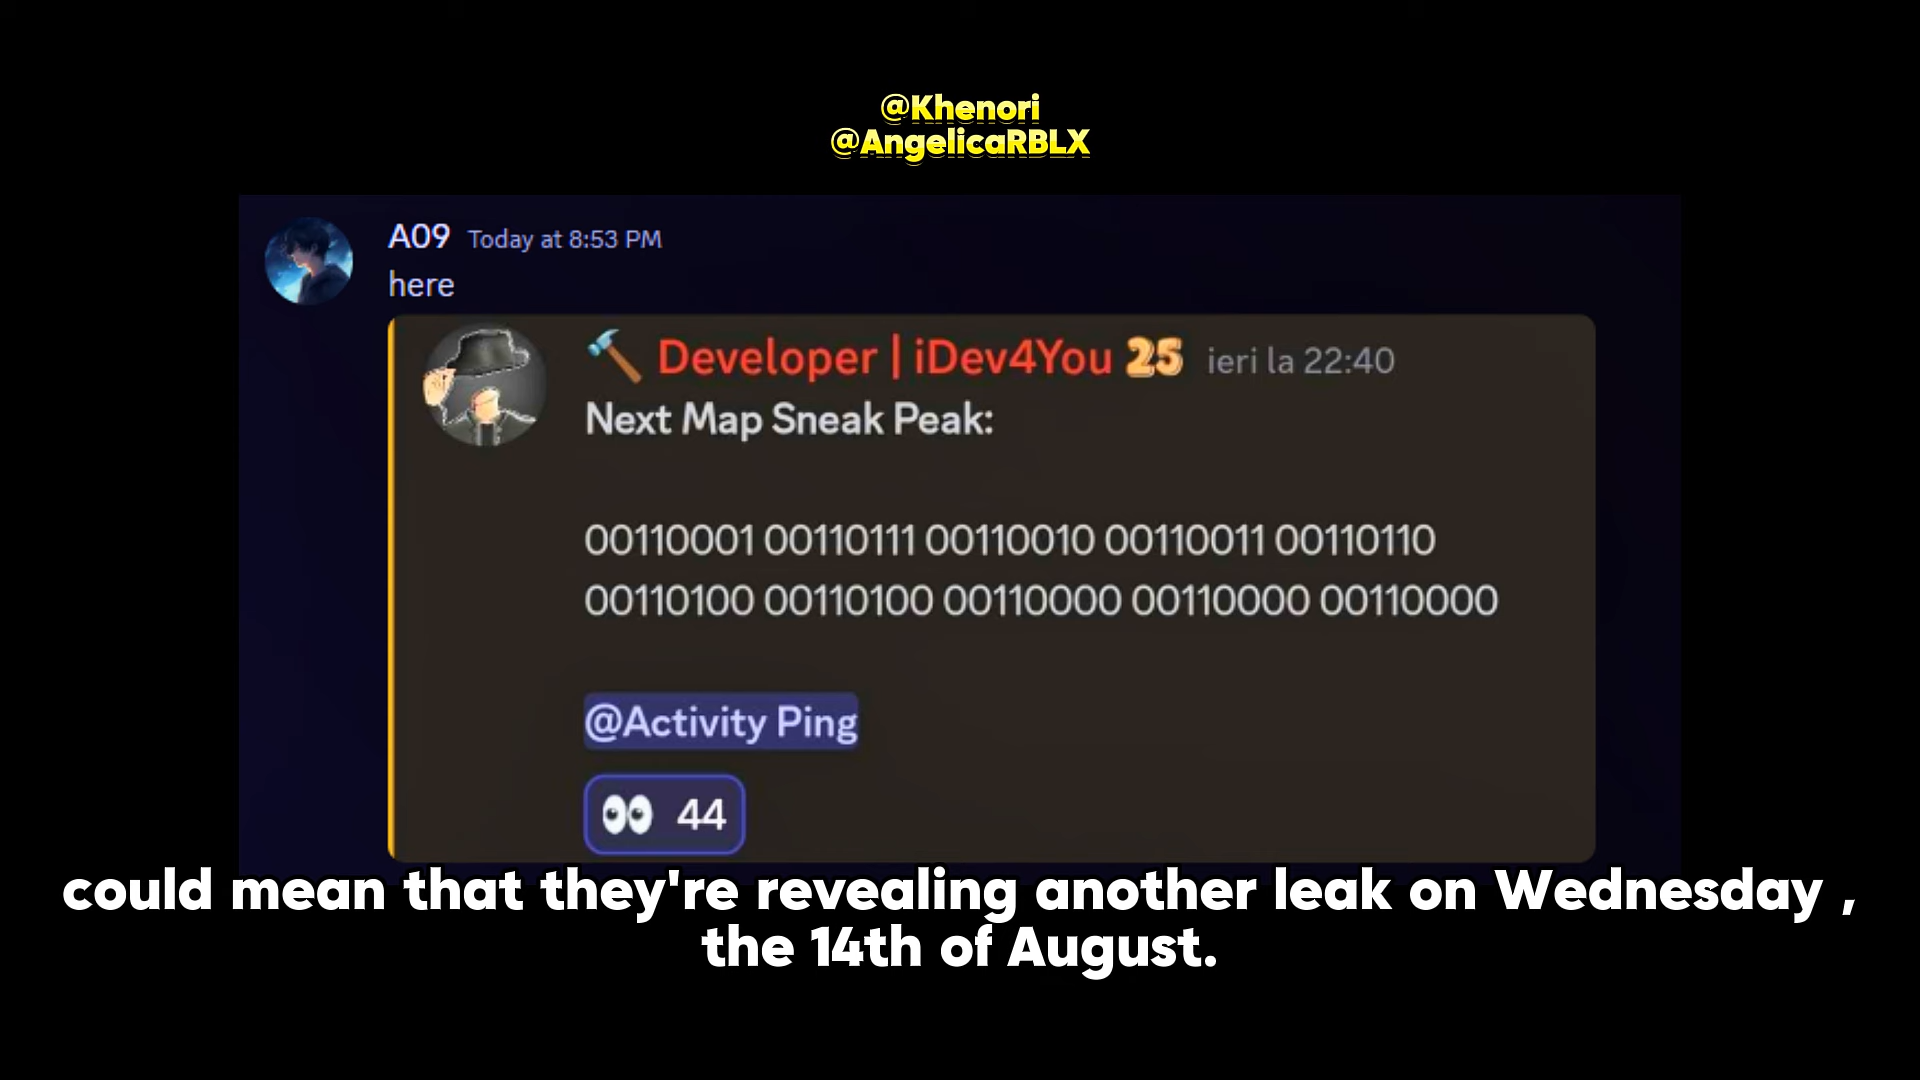 @Khenori
@AngelicaRBLX
A09 Today at 8:53 PM
here
Developer | iDev4You 25 ieri la 22:40
Next Map Sneak Peak:
00110001 00110111 00110010 00110011 00110110
00110100 00110100 00110000 00110000 00110000
@Activity Ping
44
could mean that they're revealing another leak on Wednesday ,
the 14th of August.